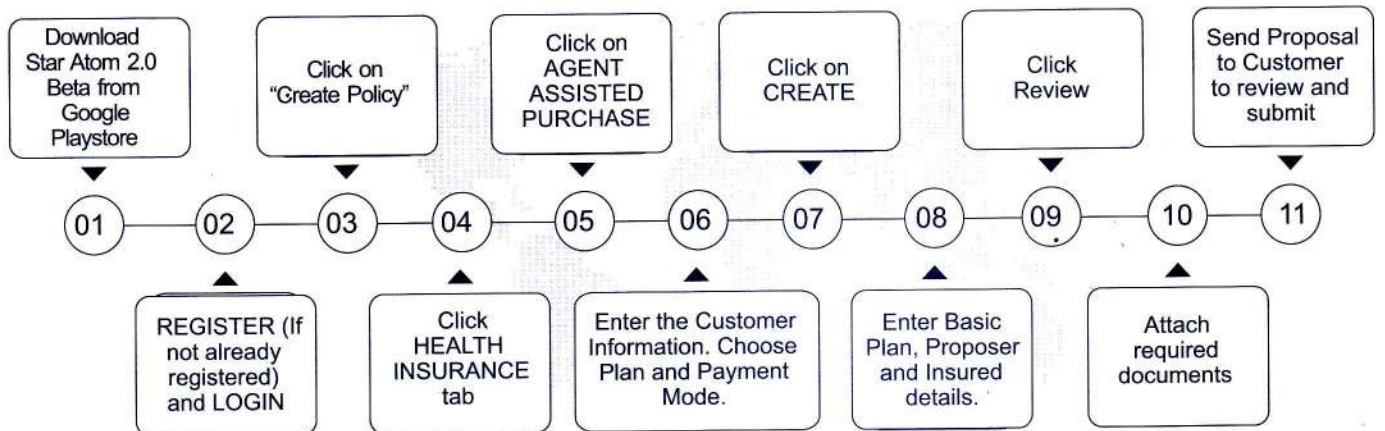 Download
Star Atom 2.0
Beta from
Google
Playstore
Click on
“Greate Policy”
Click on
AGENT
ASSISTED
PURCHASE
Click on
CREATE
Click
Review
Send Proposal
to Customer
to review and
submit
01
02
03
04
05
06
07
08
09
10
11
REGISTER (If
not already
registered)
and LOGIN
Click
HEALTH
INSURANCE
tab
Enter the Customer
Information. Choose
Plan and Payment
Mode.
Enter Basic
Plan, Proposer
and Insured
details.
Attach
required
documents